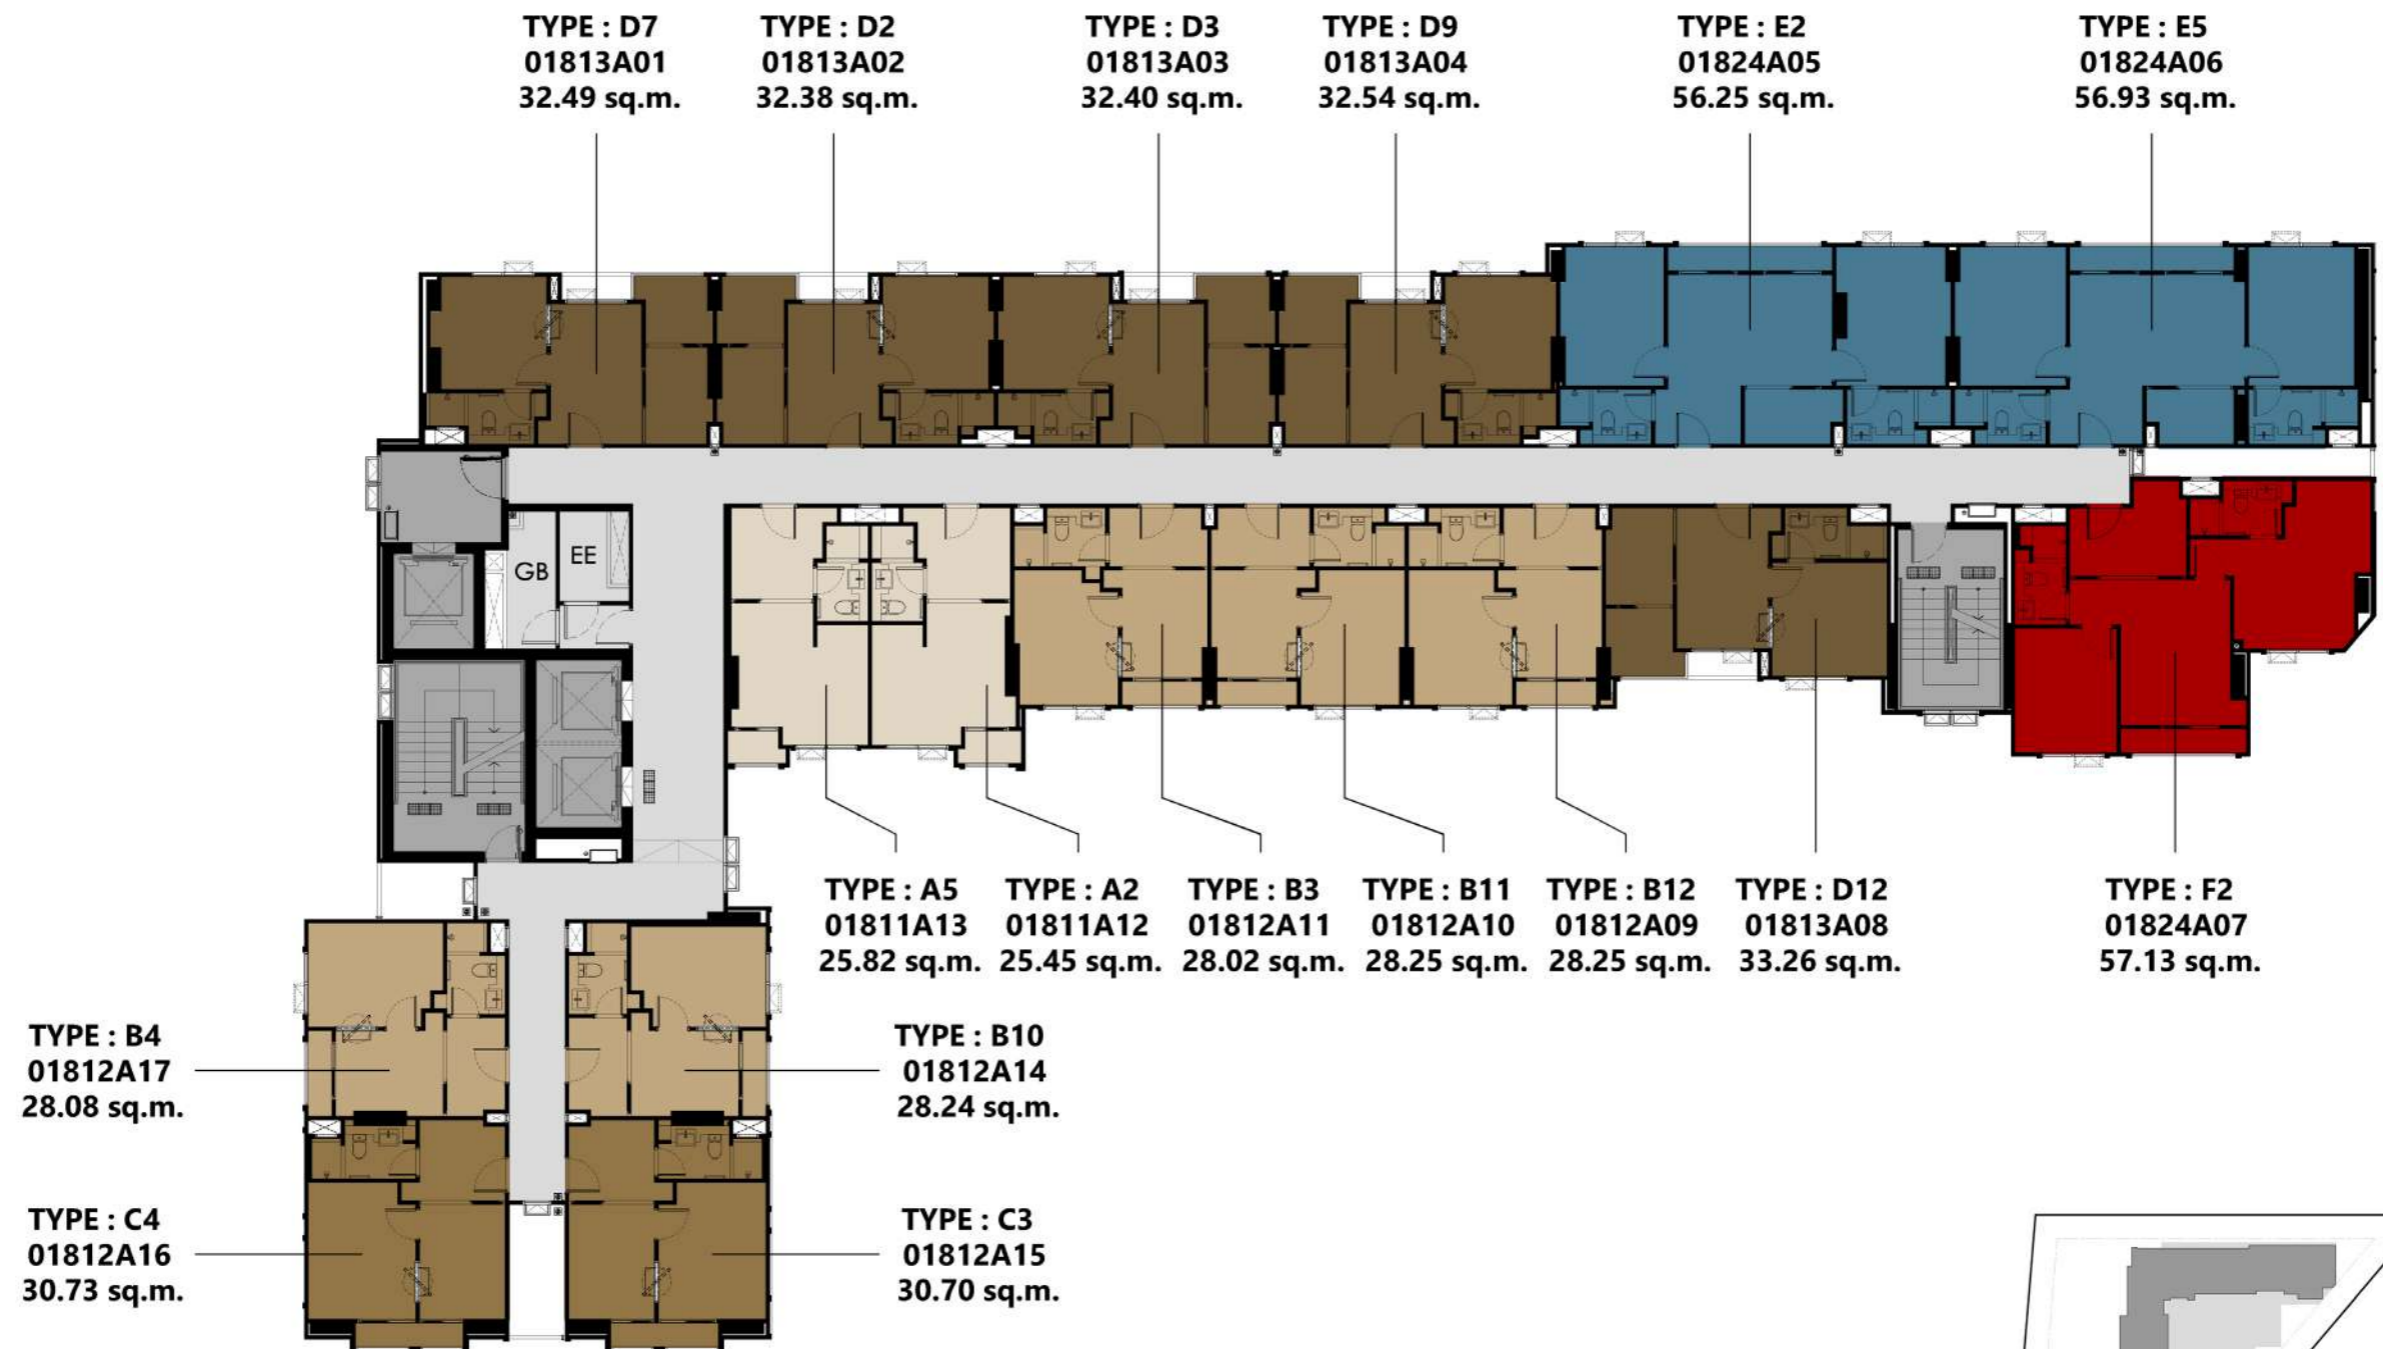 TYPE : D7
01813A01
32.49 sq.m.
TYPE : D2
01813A02
32.38 sq.m.
TYPE : D3
01813A03
32.40 sq.m.
TYPE : D9
01813A04
32.54 sq.m.
TYPE : E2
01824A05
56.25 sq.m.
TYPE : E5
01824A06
56.93 sq.m.
GB
EE
TYPE : A5
01811A13
25.82 sq.m.
TYPE : A2
01811A12
25.45 sq.m.
TYPE : B3
01812A11
28.02 sq.m.
TYPE : B11
01812A10
28.25 sq.m.
TYPE : B12
01812A09
28.25 sq.m.
TYPE : D12
01813A08
33.26 sq.m.
TYPE : F2
01824A07
57.13 sq.m.
TYPE : B4
01812A17
28.08 sq.m.
TYPE : B10
01812A14
28.24 sq.m.
TYPE : C4
01812A16
30.73 sq.m.
TYPE : C3
01812A15
30.70 sq.m.